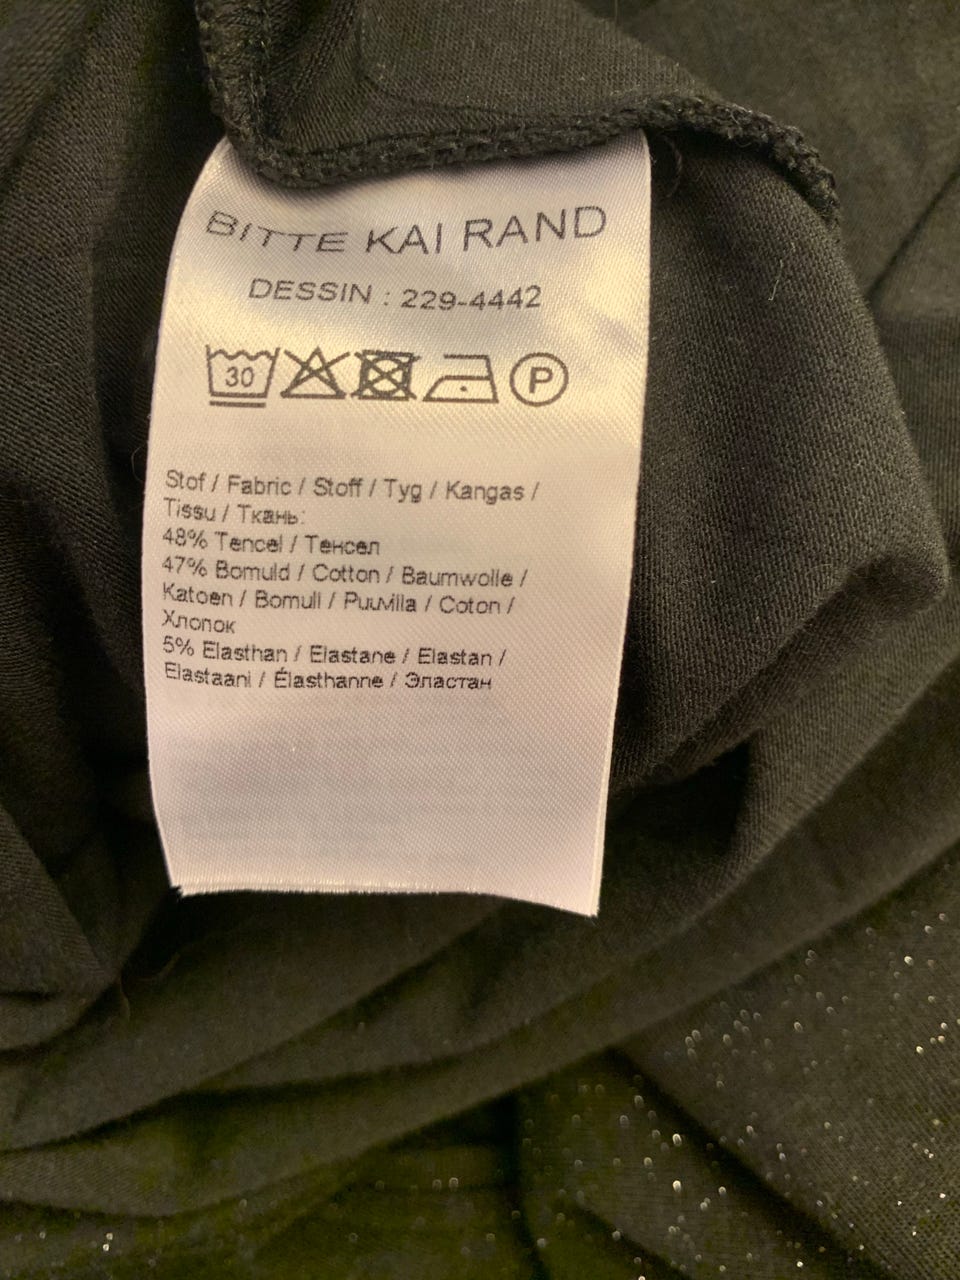 BITTE KAI RAND
DESSIN : 229-4442
30 P
Stof / Fabric / Stoff / Tyg / Kangas /
Tissu / Ткань:
48% Tencel / Тенсел
47% Bomuld / Cotton / Baumwolle /
Katoen / Bomull / Puuvilla / Coton /
Хлопок
5% Elasthan / Elastane / Elastan /
Elastaani / Élasthanne / Эластан